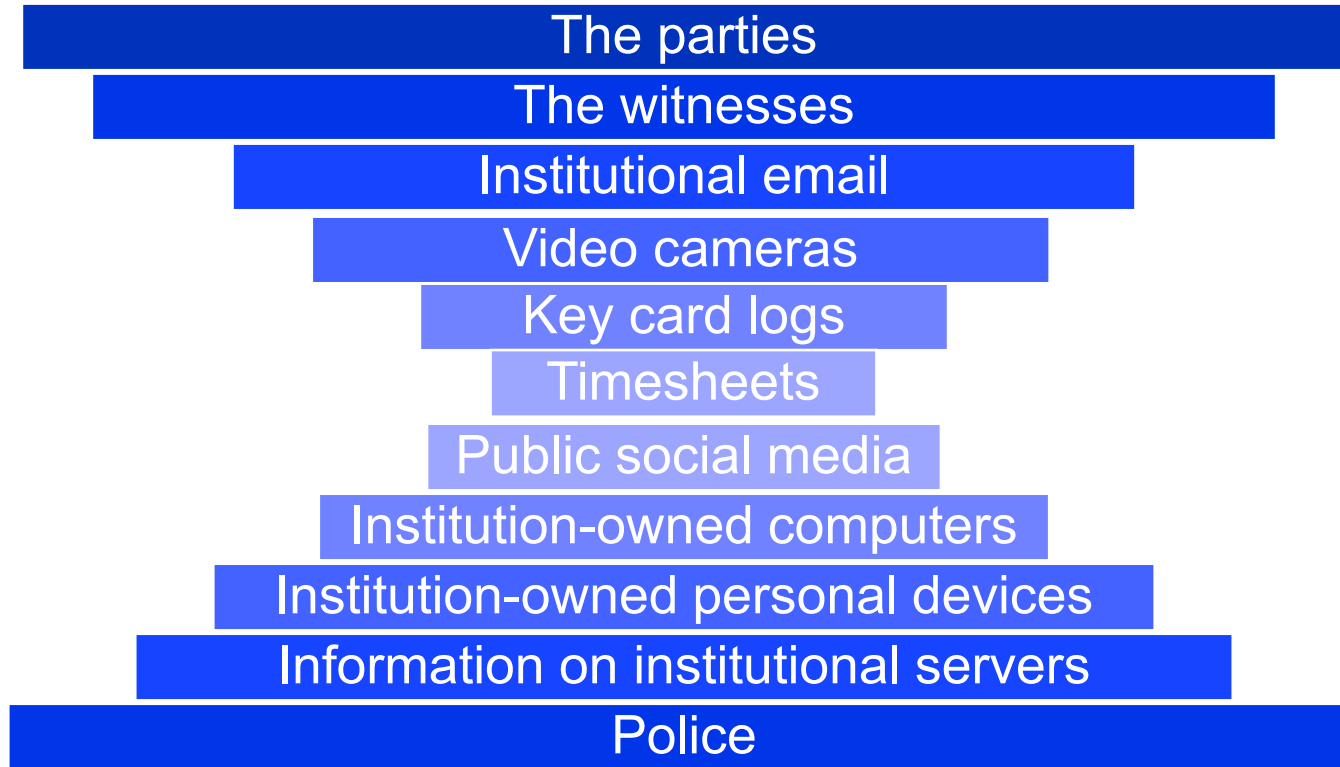 The parties
The witnesses
Institutional email
Video cameras
Key card logs
Timesheets
Public social media
Institution-owned computers
Institution-owned personal devices
Information on institutional servers
Police